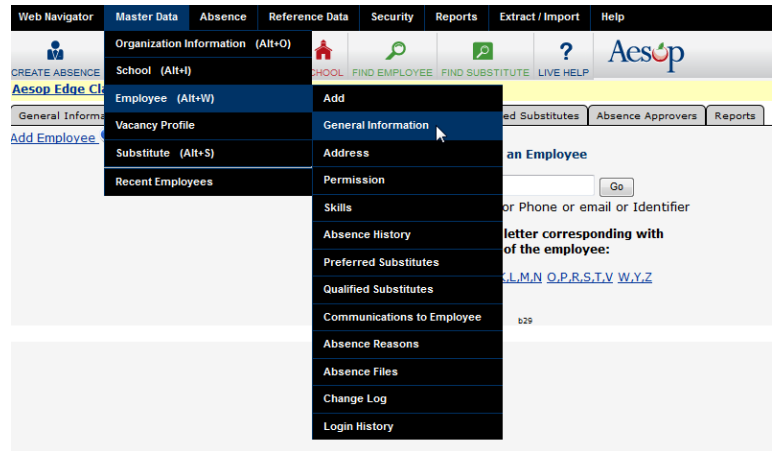 Web Navigator Master Data Absence Reference Data Security Reports Extract / Import Help
Organization Information (Alt+O)
School (Alt+I)
Employee (Alt+W)
Vacancy Profile
Substitute (Alt+S)
Recent Employees
Add
General Information
Address
Permission
Skills
Absence History
Preferred Substitutes
Qualified Substitutes
Communications to Employee
Absence Reasons
Absence Files
Change Log
Login History
CREATE ABSENCE FIND EMPLOYEE FIND SUBSTITUTE LIVE HELP
?
Aesop
Aesop Edge
General Substitutes Absence Approvers Reports
Add Employee
an Employee
Go
or Phone or email or Identifier
letter corresponding with
of the employee:
L,M,N O,P,R,S,T,V W,Y,Z
b29